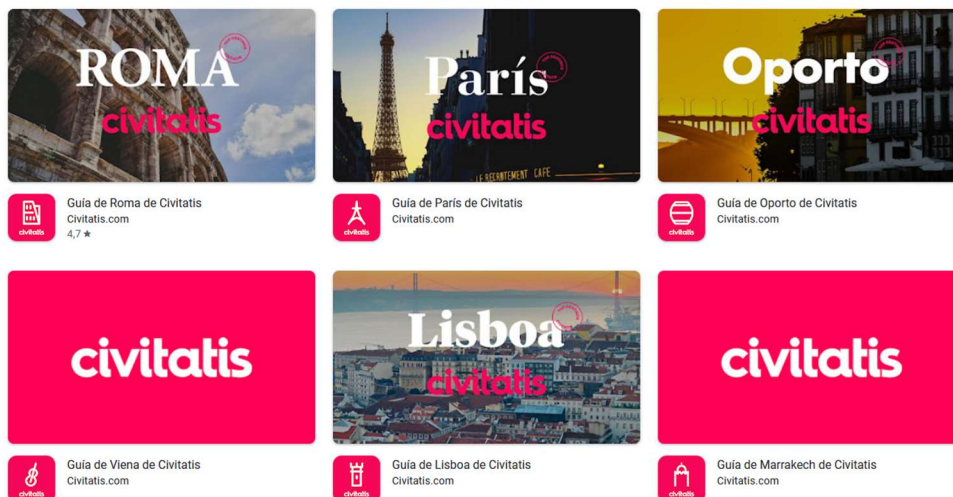 ROMA
civitatis
París
civitatis
LE RECRUTEMENT CAFE
Oporto
civitatis
civitatis
Guía de Roma de Civitatis
Civitatis.com
4,7 ★
civitatis
Guía de París de Civitatis
Civitatis.com
civitatis
Guía de Oporto de Civitatis
Civitatis.com
civitatis
Lisboa
civitatis
civitatis
civitatis
Guía de Viena de Civitatis
Civitatis.com
civitatis
Guía de Lisboa de Civitatis
Civitatis.com
civitatis
Guía de Marrakech de Civitatis
Civitatis.com